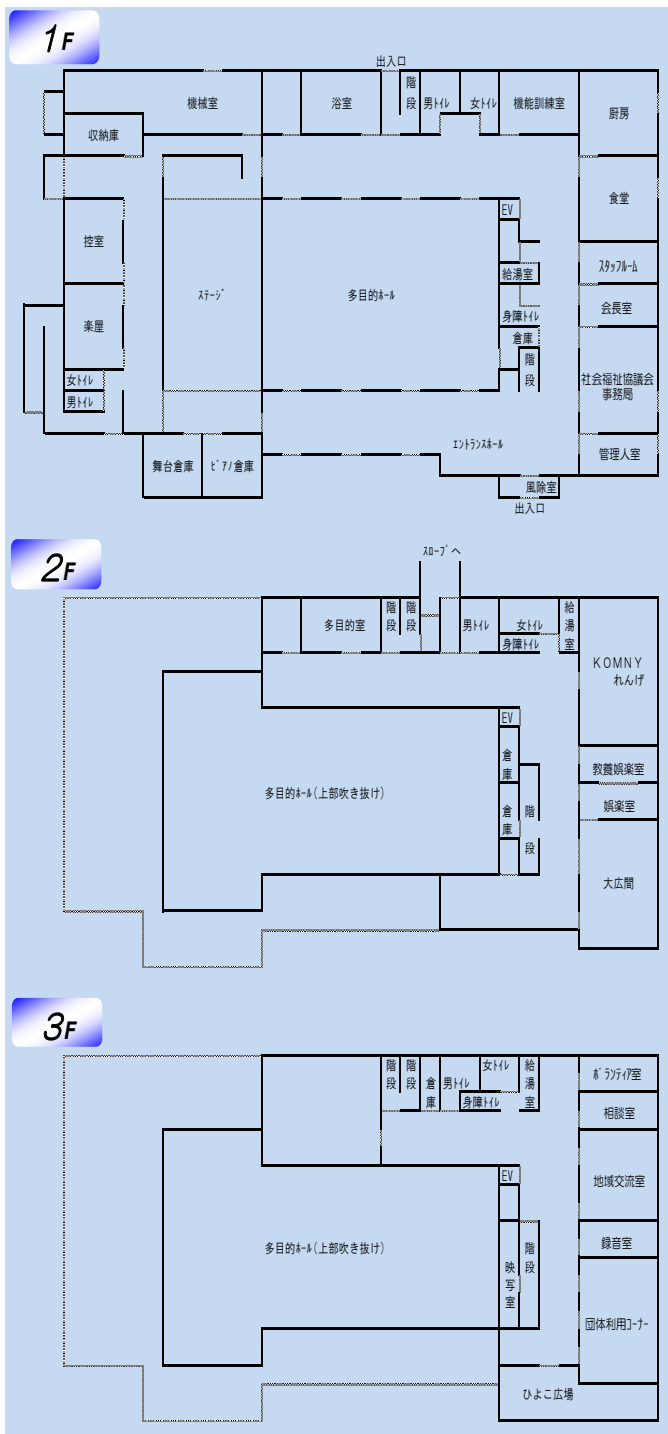 1F
出入口
機械室
浴室
階段
男トイレ
女トイレ
機能訓練室
厨房
収納庫
食堂
EV
控室
ステージ
多目的ホール
給湯室
スタッフルーム
身障トイレ
会長室
楽屋
倉庫
階段
女トイレ
男トイレ
社会福祉協議会
事務局
エントランスホール
管理人室
舞台倉庫
ピアノ倉庫
風除室
出入口
2F
スロープへ
多目的室
階段
階段
男トイレ
女トイレ
身障トイレ
給湯室
KOMNY
れんげ
EV
倉庫
教養娯楽室
多目的ホール(上部吹き抜け)
倉庫
階段
娯楽室
大広間
3F
階段
階段
倉庫
男トイレ
女トイレ
身障トイレ
給湯室
ボランティア室
相談室
EV
地域交流室
多目的ホール(上部吹き抜け)
階段
録音室
映写室
団体利用コーナー
ひよこ広場